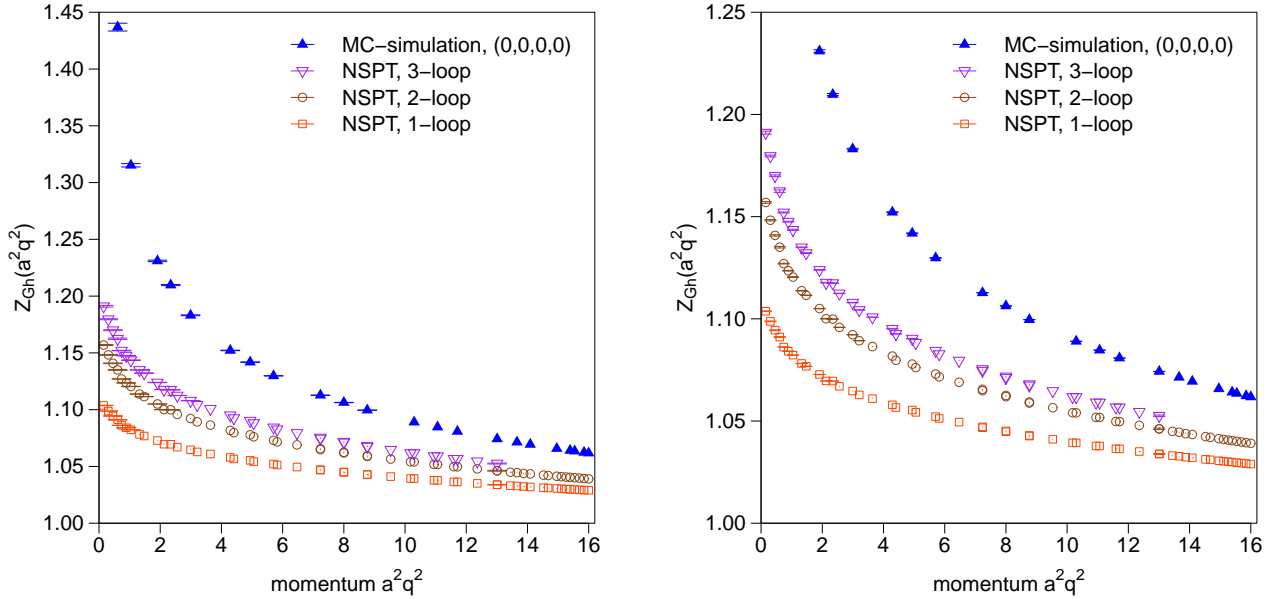 1.45
1.40
1.35
1.30
1.25
1.20
1.15
1.10
1.05
1.00
Z_Gh(a²q²)
MC−simulation, (0,0,0,0)
NSPT, 3−loop
NSPT, 2−loop
NSPT, 1−loop
0 2 4 6 8 10 12 14 16
momentum a²q²
1.25
1.20
1.15
1.10
1.05
1.00
Z_Gh(a²q²)
MC−simulation, (0,0,0,0)
NSPT, 3−loop
NSPT, 2−loop
NSPT, 1−loop
0 2 4 6 8 10 12 14 16
momentum a²q²